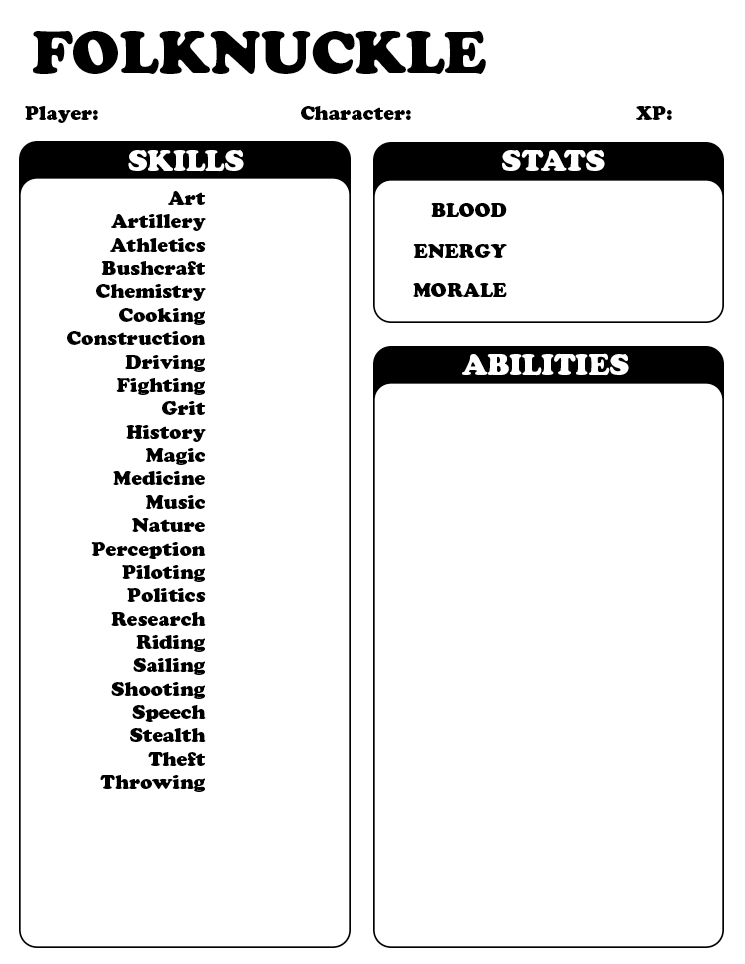 FOLKNUCKLE
Player: Character: XP:
SKILLS
Art
Artillery
Athletics
Bushcraft
Chemistry
Cooking
Construction
Driving
Fighting
Grit
History
Magic
Medicine
Music
Nature
Perception
Piloting
Politics
Research
Riding
Sailing
Shooting
Speech
Stealth
Theft
Throwing
STATS
BLOOD
ENERGY
MORALE
ABILITIES